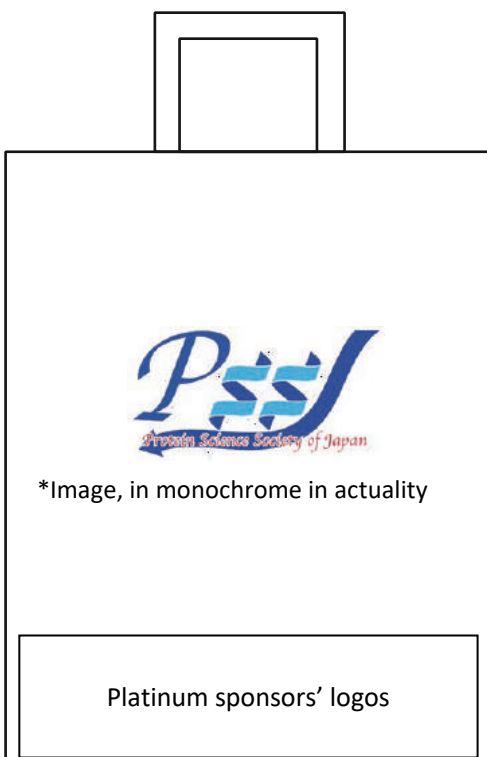 PSSJ
Protein Science Society of Japan
*Image, in monochrome in actuality
Platinum sponsors’ logos